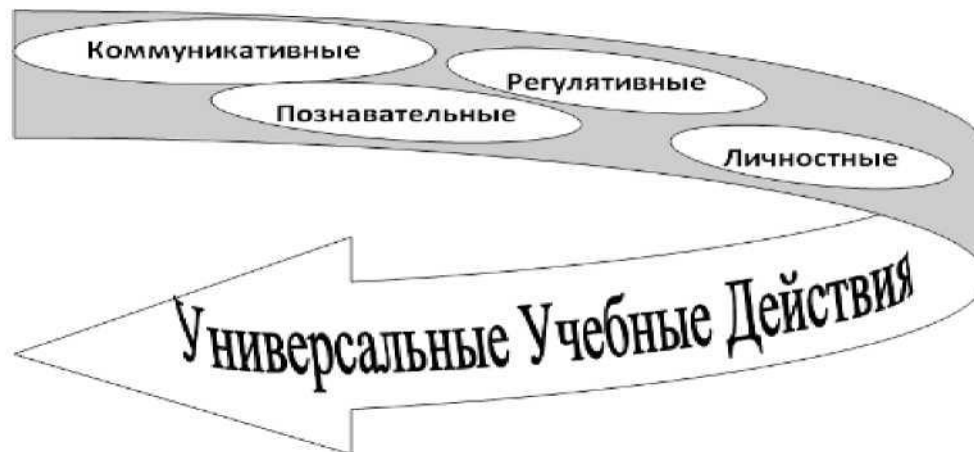 Коммуникативные
Регулятивные
Познавательные
Личностные
Универсальные Учебные Действия